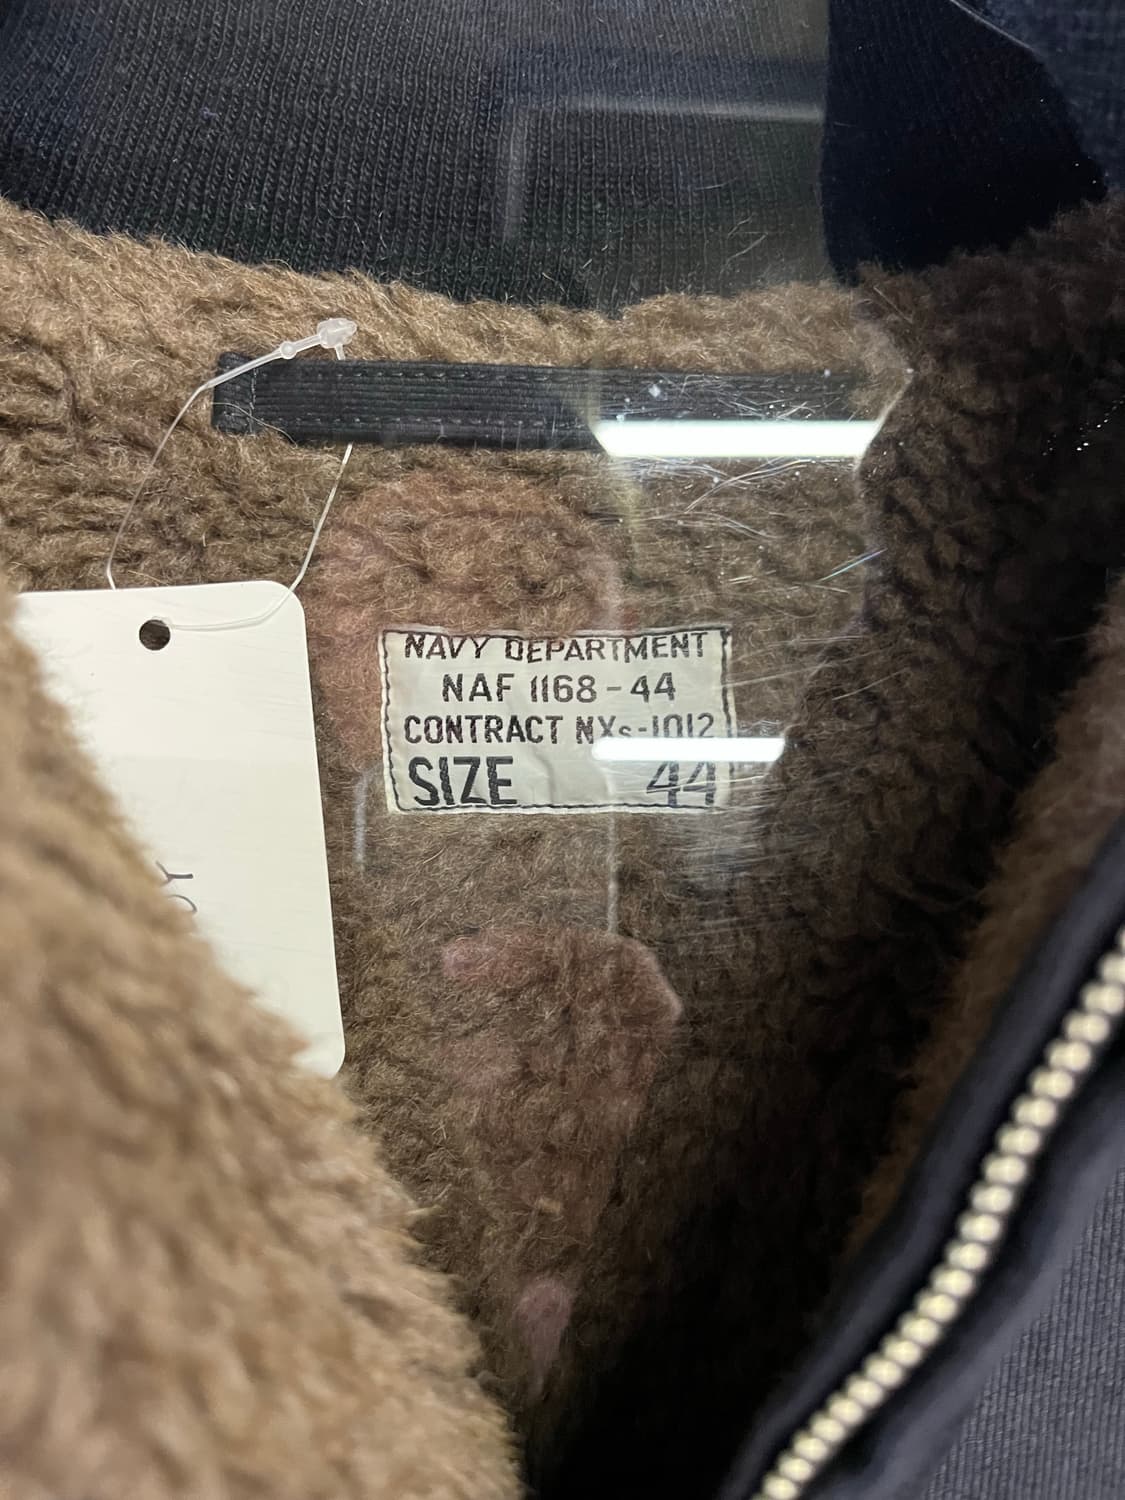 NAVY DEPARTMENT
NAF 1168-44
CONTRACT NXs-1012
SIZE 44